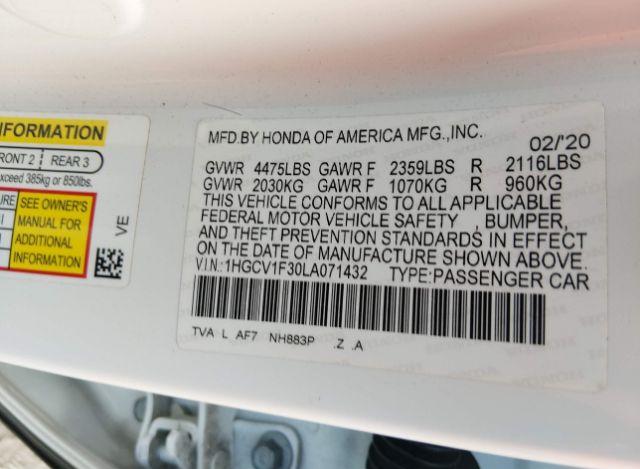 INFORMATION
FRONT 2 REAR 3
exceed 385kg or 850lbs.
SEE OWNER'S
MANUAL FOR
ADDITIONAL
INFORMATION
VE
MFD.BY HONDA OF AMERICA MFG.,INC. 02/'20
GVWR 4475LBS GAWR F 2359LBS R 2116LBS
GVWR 2030KG GAWR F 1070KG R 960KG
THIS VEHICLE CONFORMS TO ALL APPLICABLE
FEDERAL MOTOR VEHICLE SAFETY , BUMPER,
AND THEFT PREVENTION STANDARDS IN EFFECT
ON THE DATE OF MANUFACTURE SHOWN ABOVE.
V.I.N.:1HGCV1F30LA071432 TYPE:PASSENGER CAR
TVA L AF7 NH883P .Z .A